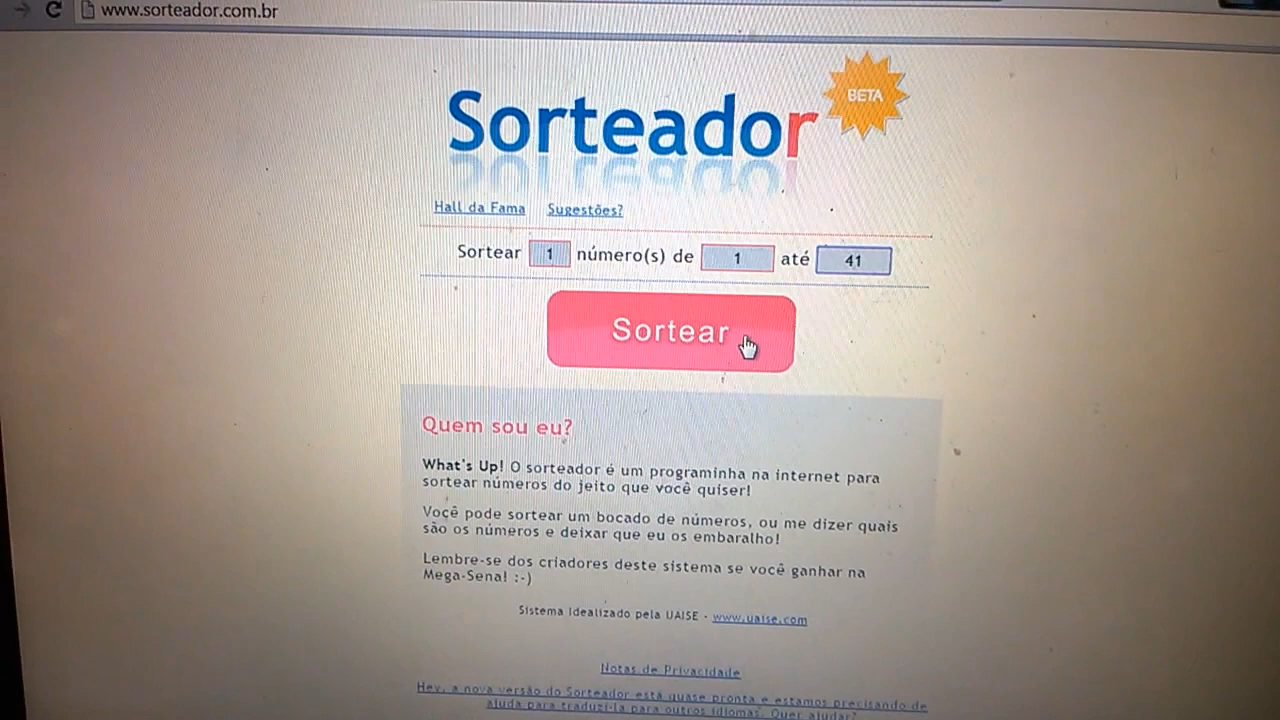 www.sorteador.com.br
Sorteador
BETA
Hall da Fama Sugestões?
Sortear 1 número(s) de 1 até 41
Sortear
Quem sou eu?
What's Up! O sorteador é um programinha na internet para
sortear números do jeito que você quiser!
Você pode sortear um bocado de números, ou me dizer quais
são os números e deixar que eu os embaralho!
Lembre-se dos criadores deste sistema se você ganhar na
Mega-Sena! :-)
Sistema Idealizado pela UAISE - www.uaise.com
Notas de Privacidade
Hey, a nova versão do Sorteador está quase pronta e estamos precisando de
ajuda para traduzí-la para outros idiomas. Quer ajudar?